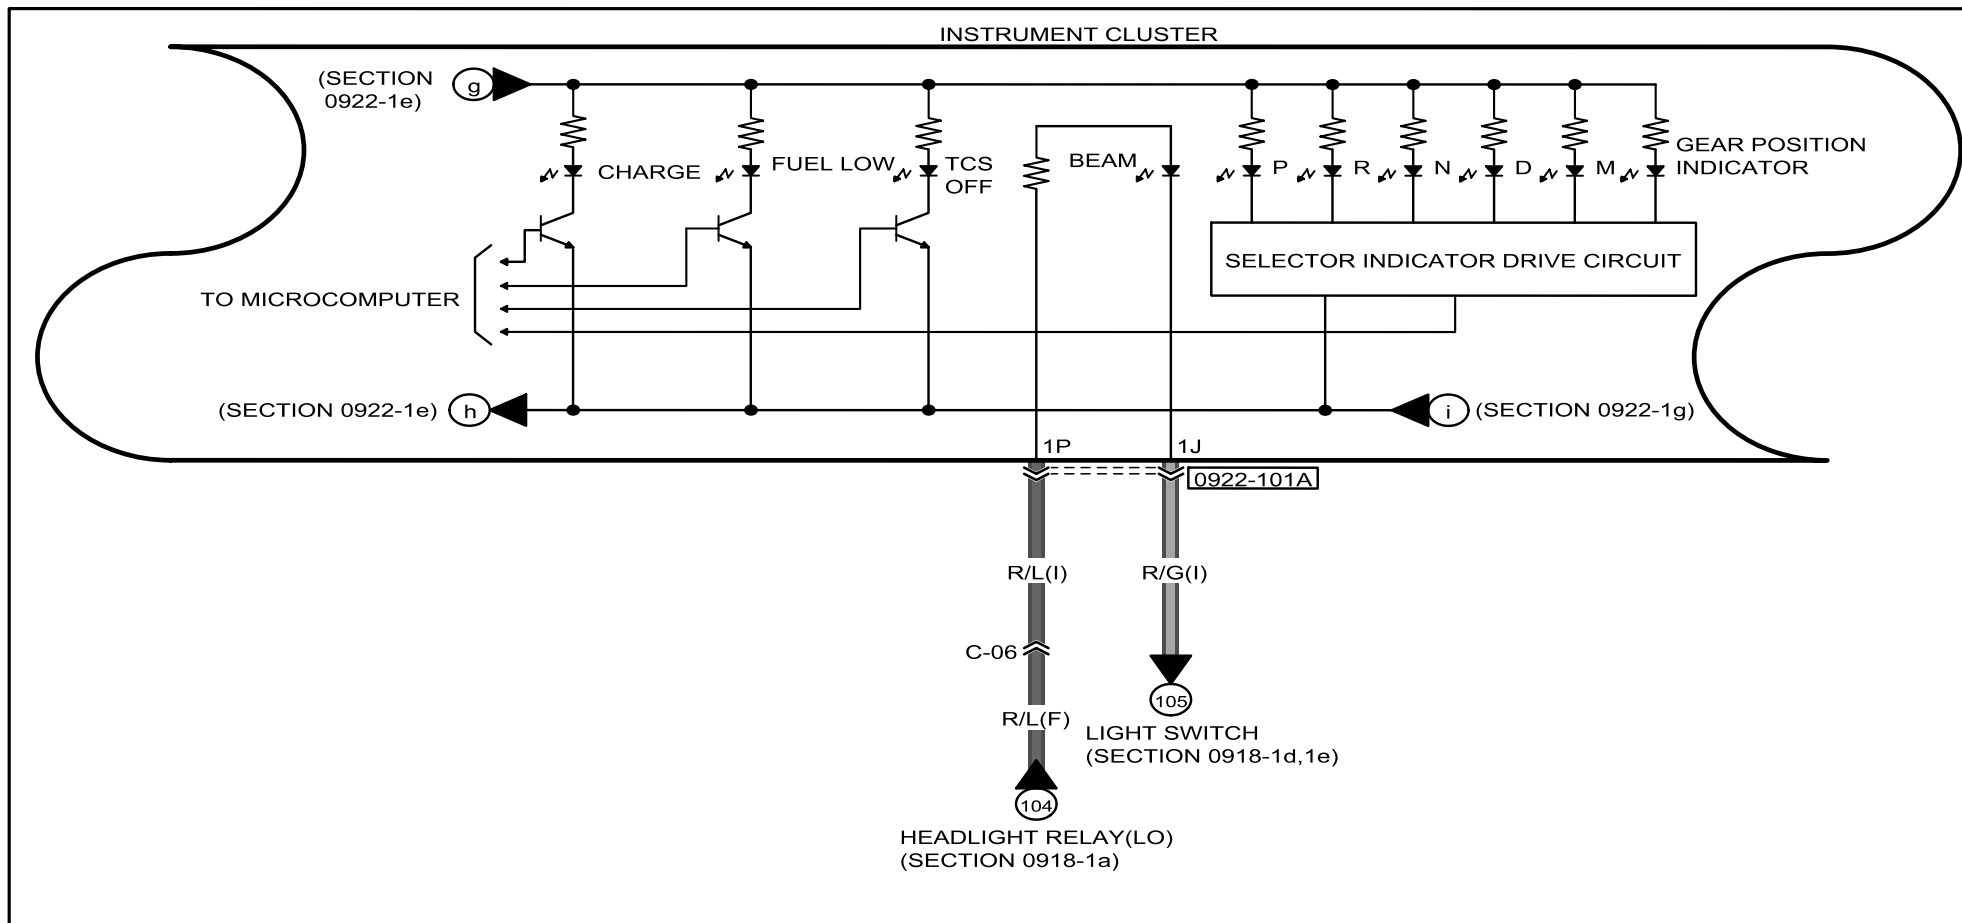 INSTRUMENT CLUSTER
(SECTION
0922-1e)
g
CHARGE
FUEL LOW
TCS
OFF
BEAM
P
R
N
D
M
GEAR POSITION
INDICATOR
SELECTOR INDICATOR DRIVE CIRCUIT
TO MICROCOMPUTER
(SECTION 0922-1e)
h
i
(SECTION 0922-1g)
1P
1J
0922-101A
R/L(I)
R/G(I)
C-06
105
R/L(F)
LIGHT SWITCH
(SECTION 0918-1d,1e)
104
HEADLIGHT RELAY(LO)
(SECTION 0918-1a)